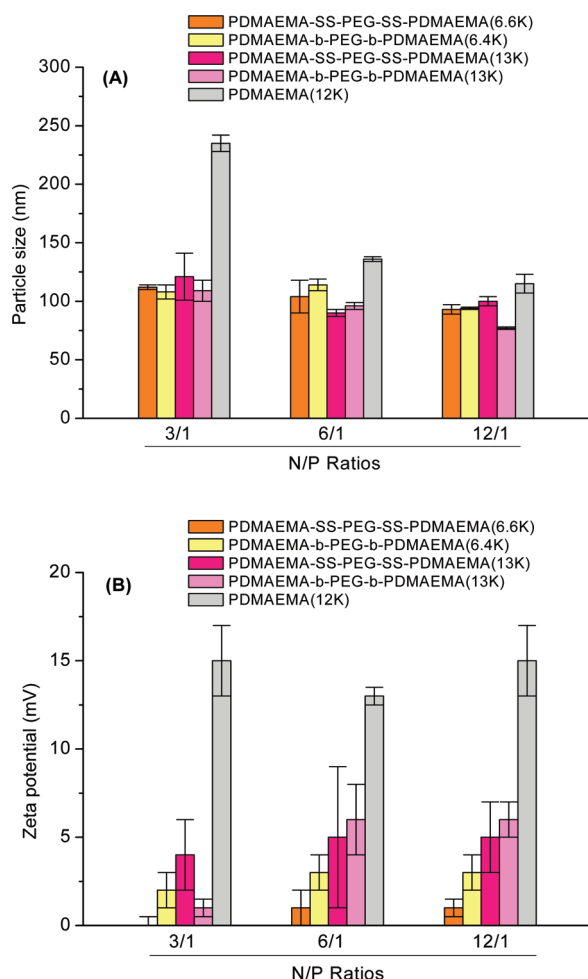 PDMAEMA-SS-PEG-SS-PDMAEMA(6.6K)
PDMAEMA-b-PEG-b-PDMAEMA(6.4K)
PDMAEMA-SS-PEG-SS-PDMAEMA(13K)
PDMAEMA-b-PEG-b-PDMAEMA(13K)
PDMAEMA(12K)
(A)
300
250
200
150
100
50
0
Particle size (nm)
3/1 6/1 12/1
N/P Ratios
PDMAEMA-SS-PEG-SS-PDMAEMA(6.6K)
PDMAEMA-b-PEG-b-PDMAEMA(6.4K)
PDMAEMA-SS-PEG-SS-PDMAEMA(13K)
PDMAEMA-b-PEG-b-PDMAEMA(13K)
PDMAEMA(12K)
(B)
20
15
10
5
0
Zeta potential (mV)
3/1 6/1 12/1
N/P Ratios